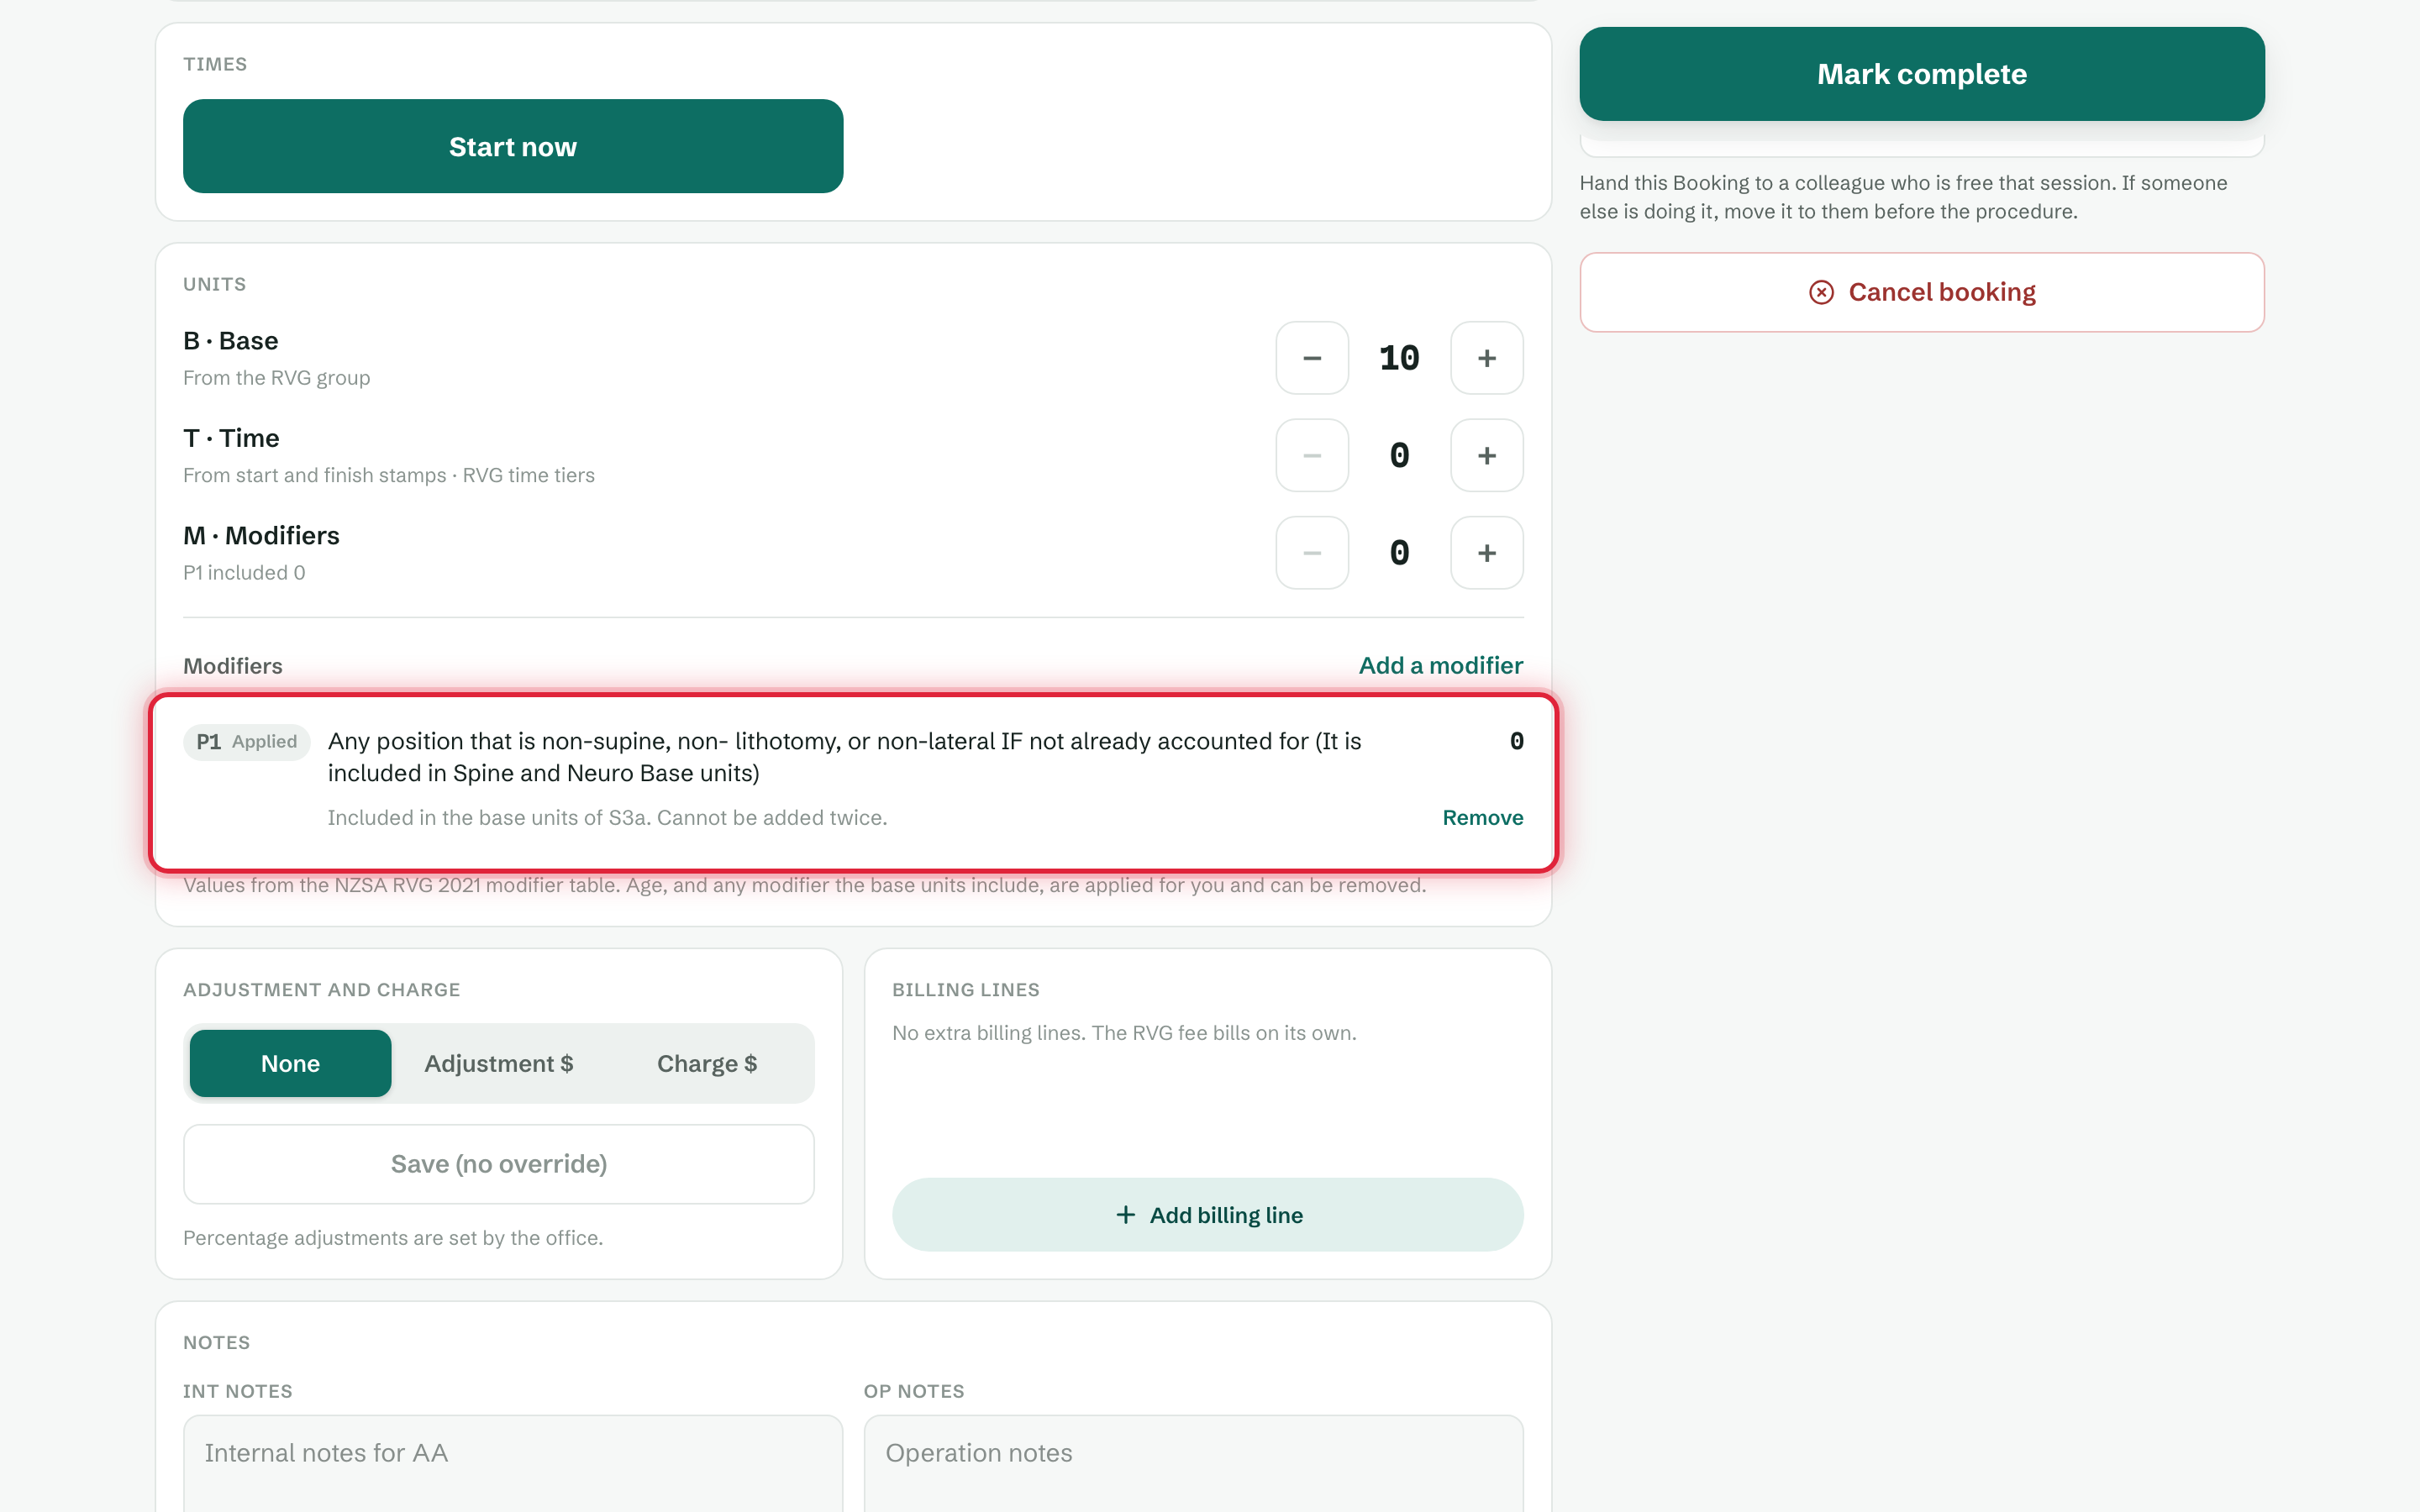 TIMES
Start now
Mark complete
Hand this Booking to a colleague who is free that session. If someone
else is doing it, move it to them before the procedure.
Cancel booking
UNITS
B · Base
From the RVG group
− 10 +
T · Time
From start and finish stamps · RVG time tiers
− 0 +
M · Modifiers
P1 included 0
− 0 +
Modifiers
Add a modifier
P1 Applied
Any position that is non-supine, non- lithotomy, or non-lateral IF not already accounted for (It is
included in Spine and Neuro Base units)
0
Included in the base units of S3a. Cannot be added twice.
Remove
Values from the NZSA RVG 2021 modifier table. Age, and any modifier the base units include, are applied for you and can be removed.
ADJUSTMENT AND CHARGE
None
Adjustment $
Charge $
Save (no override)
Percentage adjustments are set by the office.
BILLING LINES
No extra billing lines. The RVG fee bills on its own.
+ Add billing line
NOTES
INT NOTES
Internal notes for AA
OP NOTES
Operation notes